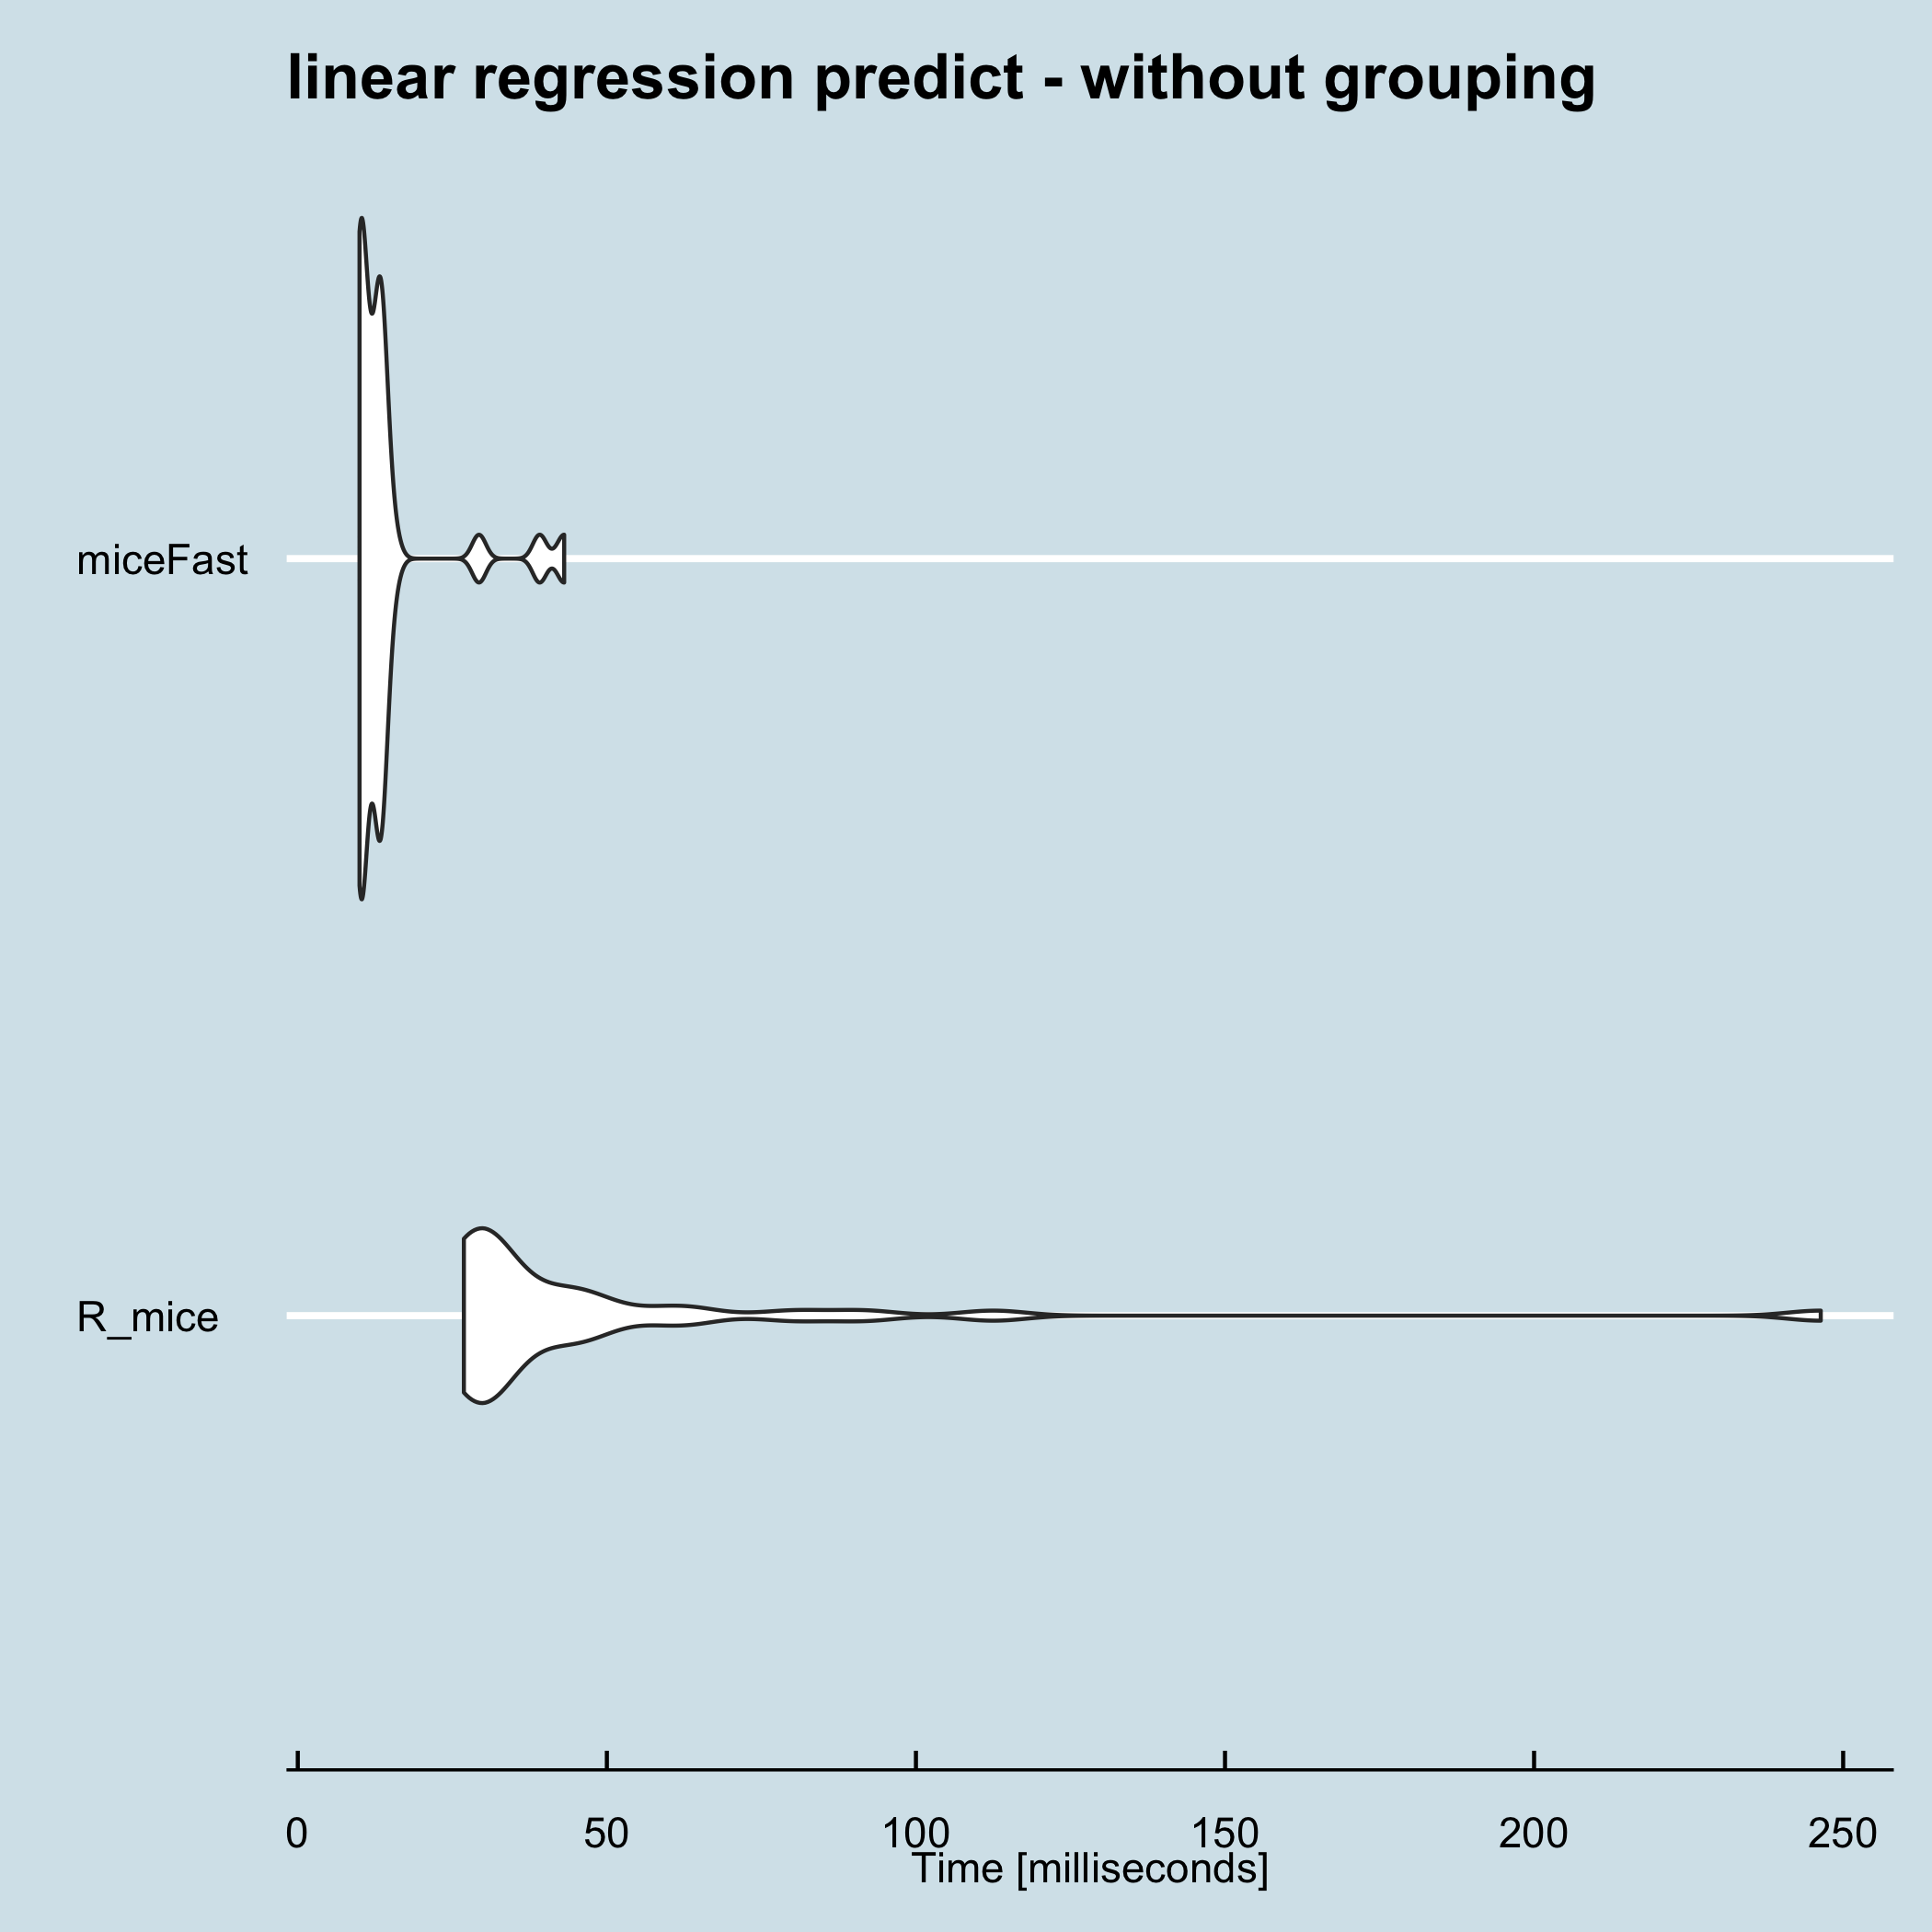 linear regression predict - without grouping
miceFast
R_mice
0 50 100 150 200 250
Time [milliseconds]